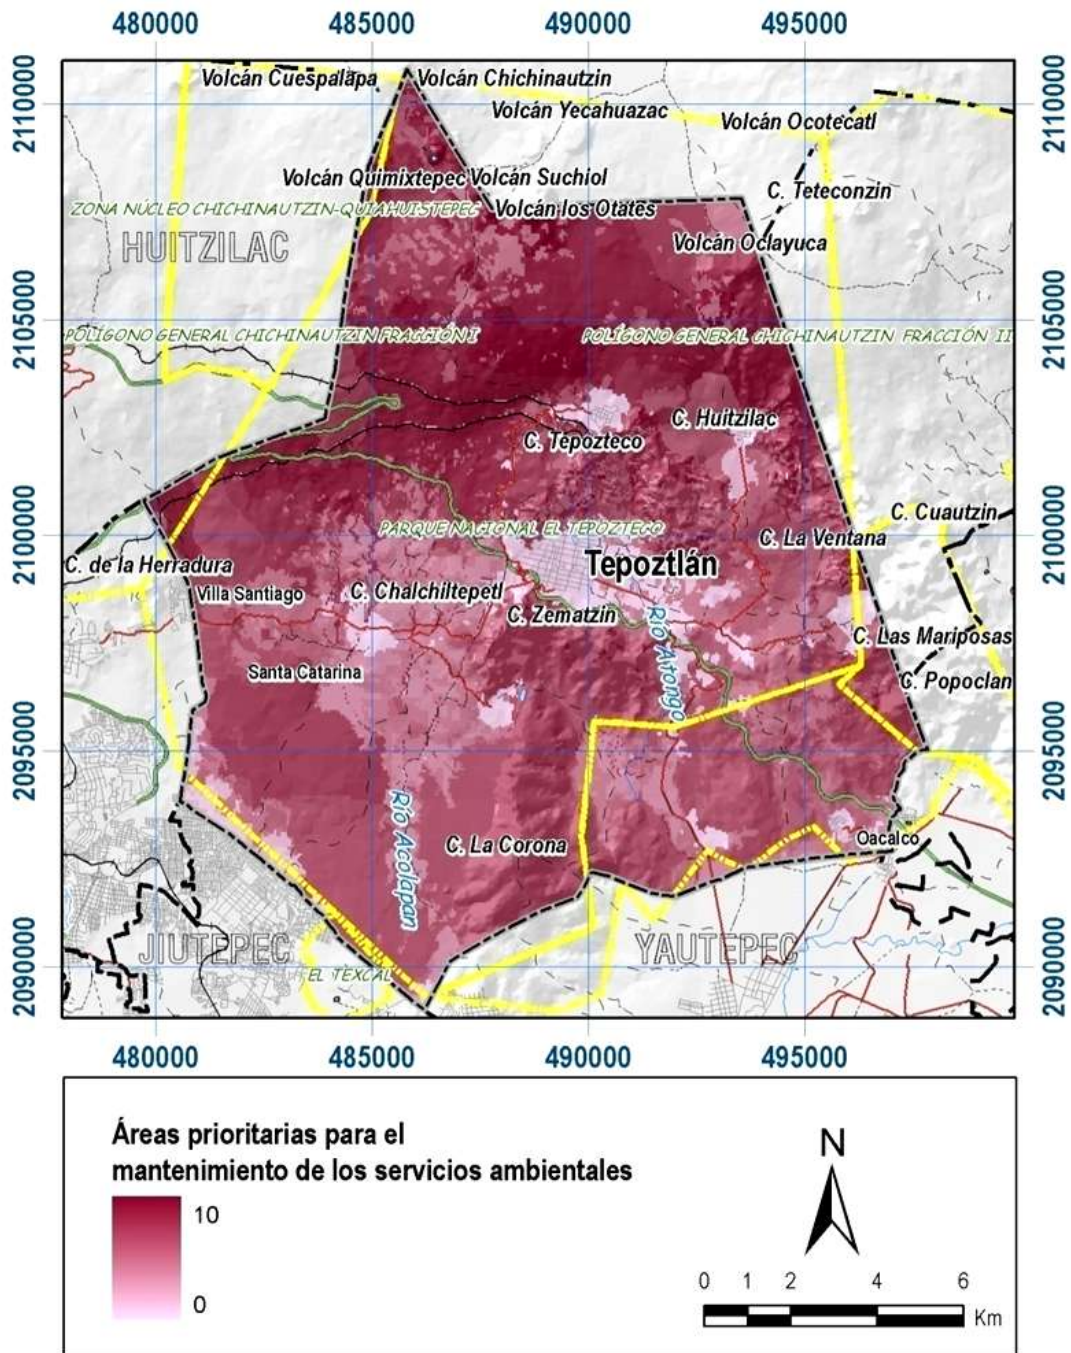 480000 485000 490000 495000
2110000
2110000
Volcán Cuespalapa
Volcán Chichinautzin
Volcán Yecahuazac
Volcán Ocotecatl
Volcán Quimixtepec
Volcán Suchiol
C. Teteconzin
ZONA NÚCLEO CHICHINAUTZIN-QUIAHUISTEPEC
Volcán los Otates
HUITZILAC
Volcán Oclayuca
2105000
2105000
POLÍGONO GENERAL CHICHINAUTZIN FRACCIÓN I
POLÍGONO GENERAL CHICHINAUTZIN FRACCIÓN II
C. Huitzilac
C. Tepozteco
C. Cuautzin
PARQUE NACIONAL EL TEPOZTECO
C. La Ventana
2100000
2100000
C. de la Herradura
Tepoztlán
Villa Santiago
C. Chalchiltepetl
C. Zematzin
Río Atongo
C. Las Mariposas
Santa Catarina
C. Popoclan
2095000
2095000
Río Acolapan
C. La Corona
Oacalco
JIUTEPEC
YAUTEPEC
EL TEXCAL
2090000
2090000
480000 485000 490000 495000
Áreas prioritarias para el
mantenimiento de los servicios ambientales
10
0
N
0 1 2 4 6
Km